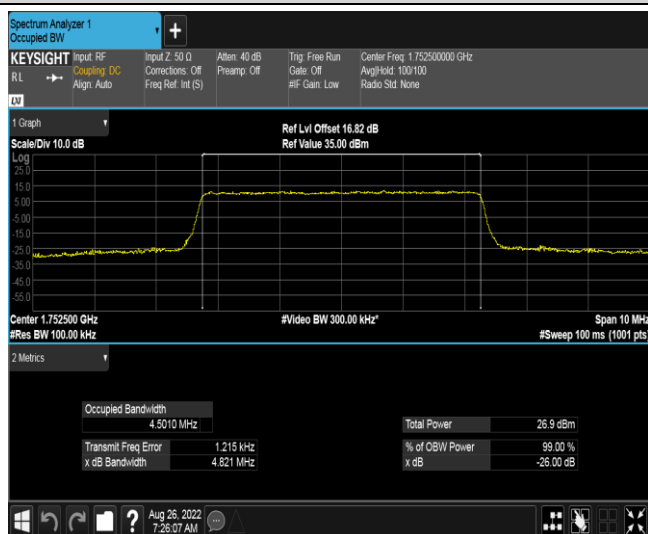 Spectrum Analyzer 1
Occupied BW
+
KEYSIGHT
R L
LXI
Input: RF
Coupling: DC
Align: Auto
Input Z: 50 Ω
Corrections: Off
Freq Ref: Int (S)
Atten: 40 dB
Preamp: Off
Trig: Free Run
Gate: Off
#IF Gain: Low
Center Freq: 1.752500000 GHz
Avg|Hold: 100/100
Radio Std: None
1 Graph
Scale/Div 10.0 dB
Ref Lvl Offset 16.82 dB
Ref Value 35.00 dBm
Log
25.0
15.0
5.00
-5.00
-15.0
-25.0
-35.0
-45.0
-55.0
Center 1.752500 GHz
#Res BW 100.00 kHz
#Video BW 300.00 kHz*
Span 10 MHz
#Sweep 100 ms (1001 pts)
2 Metrics
Occupied Bandwidth
4.5010 MHz
Transmit Freq Error 1.215 kHz
x dB Bandwidth 4.821 MHz
Total Power 26.9 dBm
% of OBW Power 99.00 %
x dB -26.00 dB
?
Aug 26, 2022
7:26:07 AM